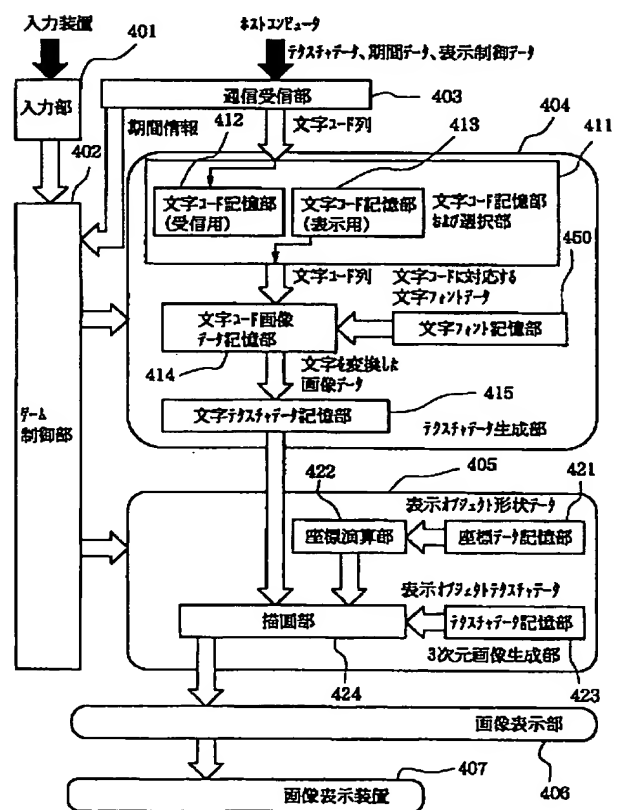 入力装置
ホストコンピュータ
テクスチャデータ、期間データ、表示制御データ
401
入力部
通信受信部
403
期間情報
412
文字コード列
413
404
411
402
文字コード記憶部
(受信用)
文字コード記憶部
(表示用)
文字コード記憶部
および選択部
文字コード列
文字コードに対応する
文字フォントデータ
450
文字コード画像
データ記憶部
文字フォント記憶部
414
文字を変換した
画像データ
415
文字テクスチャデータ記憶部
テクスチャデータ生成部
ゲーム
制御部
405
422
421
表示オブジェクト形状データ
座標演算部
座標データ記憶部
表示オブジェクトテクスチャデータ
描画部
テクスチャデータ記憶部
3次元画像生成部
424
423
画像表示部
407
406
画像表示装置